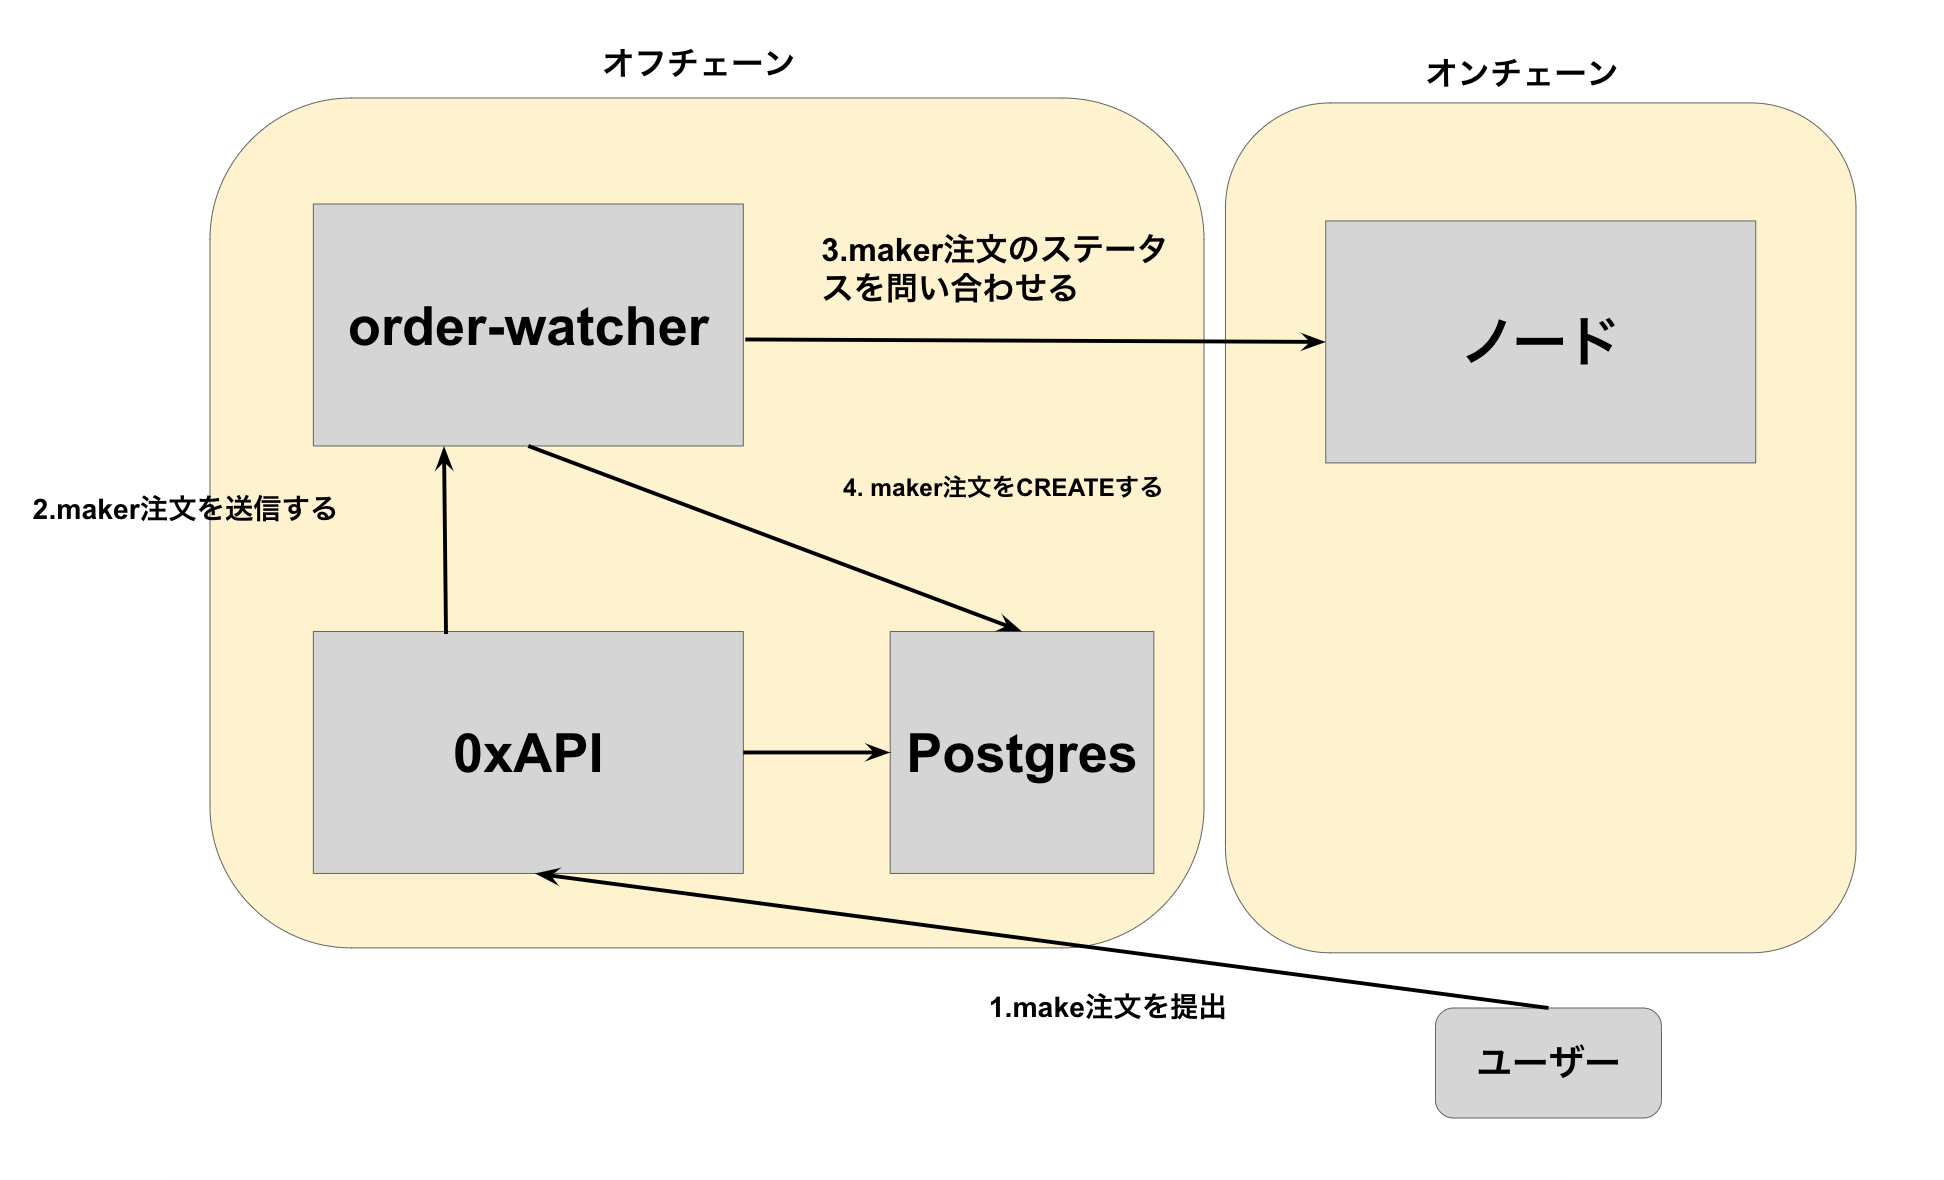 オフチェーン
オンチェーン
order-watcher
3.maker注文のステータ
スを問い合わせる
ノード
2.maker注文を送信する
4. maker注文をCREATEする
0xAPI
Postgres
1.make注文を提出
ユーザー